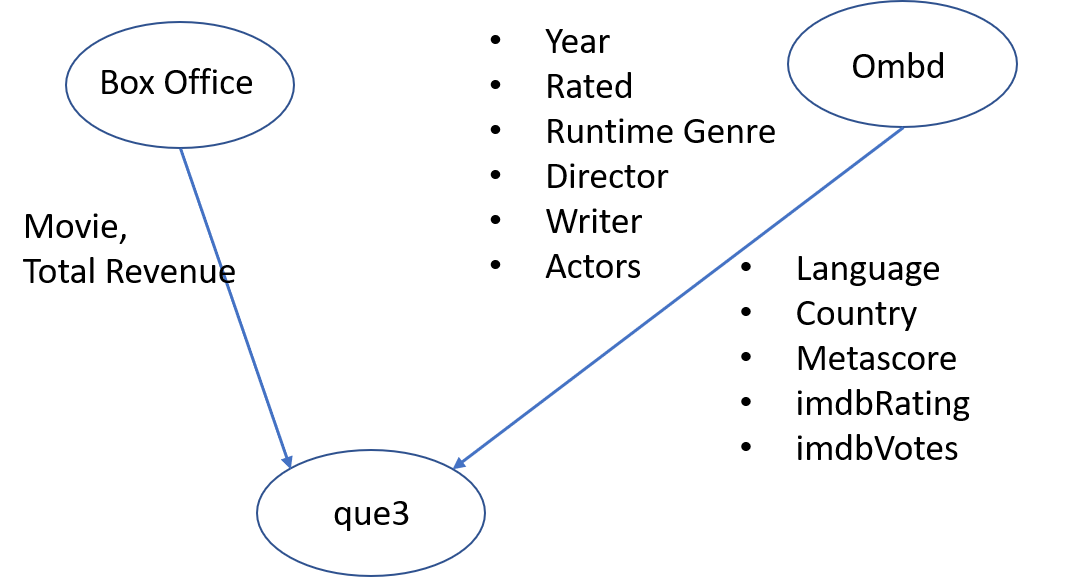 Box Office
Movie,
Total Revenue
• Year
• Rated
• Runtime Genre
• Director
• Writer
• Actors
Ombd
• Language
• Country
• Metascore
• imdbRating
• imdbVotes
que3